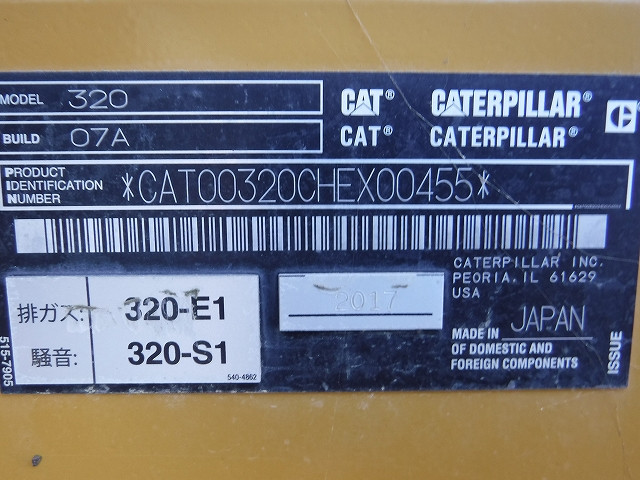 MODEL 320
CAT® CATERPILLAR®
BUILD 07A
CAT® CATERPILLAR®
PRODUCT
IDENTIFICATION
NUMBER
*CAT00320CHEX00455*
CATERPILLAR INC.
PEORIA, IL 61629
USA
排ガス: 320-E1
騒音: 320-S1
540-4862
2017
MADE IN JAPAN
OF DOMESTIC AND
FOREIGN COMPONENTS
515-7905
ISSUE